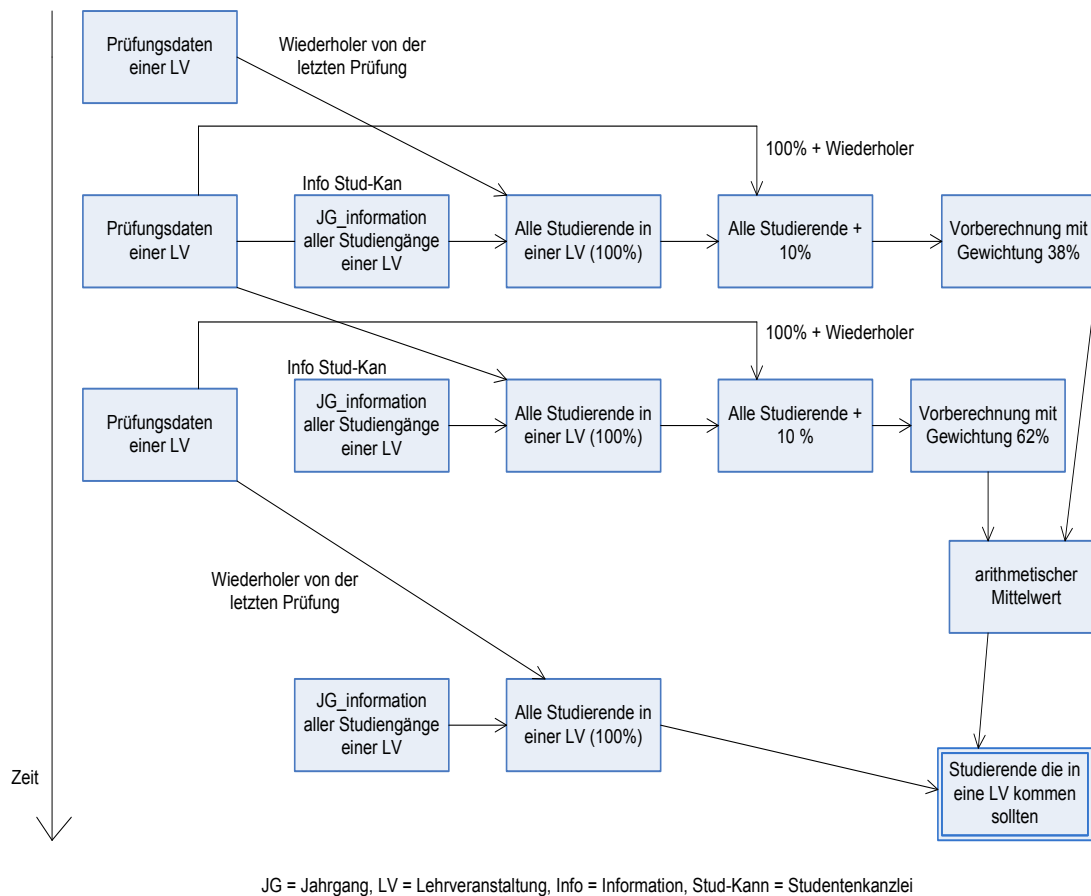 Prüfungsdaten
einer LV
Wiederholer von der
letzten Prüfung
100% + Wiederholer
Info Stud-Kan
Prüfungsdaten
einer LV
JG_information
aller Studiengänge
einer LV
Alle Studierende in
einer LV (100%)
Alle Studierende +
10%
Vorberechnung mit
Gewichtung 38%
100% + Wiederholer
Info Stud-Kan
Prüfungsdaten
einer LV
JG_information
aller Studiengänge
einer LV
Alle Studierende in
einer LV (100%)
Alle Studierende +
10 %
Vorberechnung mit
Gewichtung 62%
arithmetischer
Mittelwert
Wiederholer von der
letzten Prüfung
JG_information
aller Studiengänge
einer LV
Alle Studierende in
einer LV (100%)
Studierende die in
eine LV kommen
sollten
Zeit
JG = Jahrgang, LV = Lehrveranstaltung, Info = Information, Stud-Kann = Studentenkanzlei